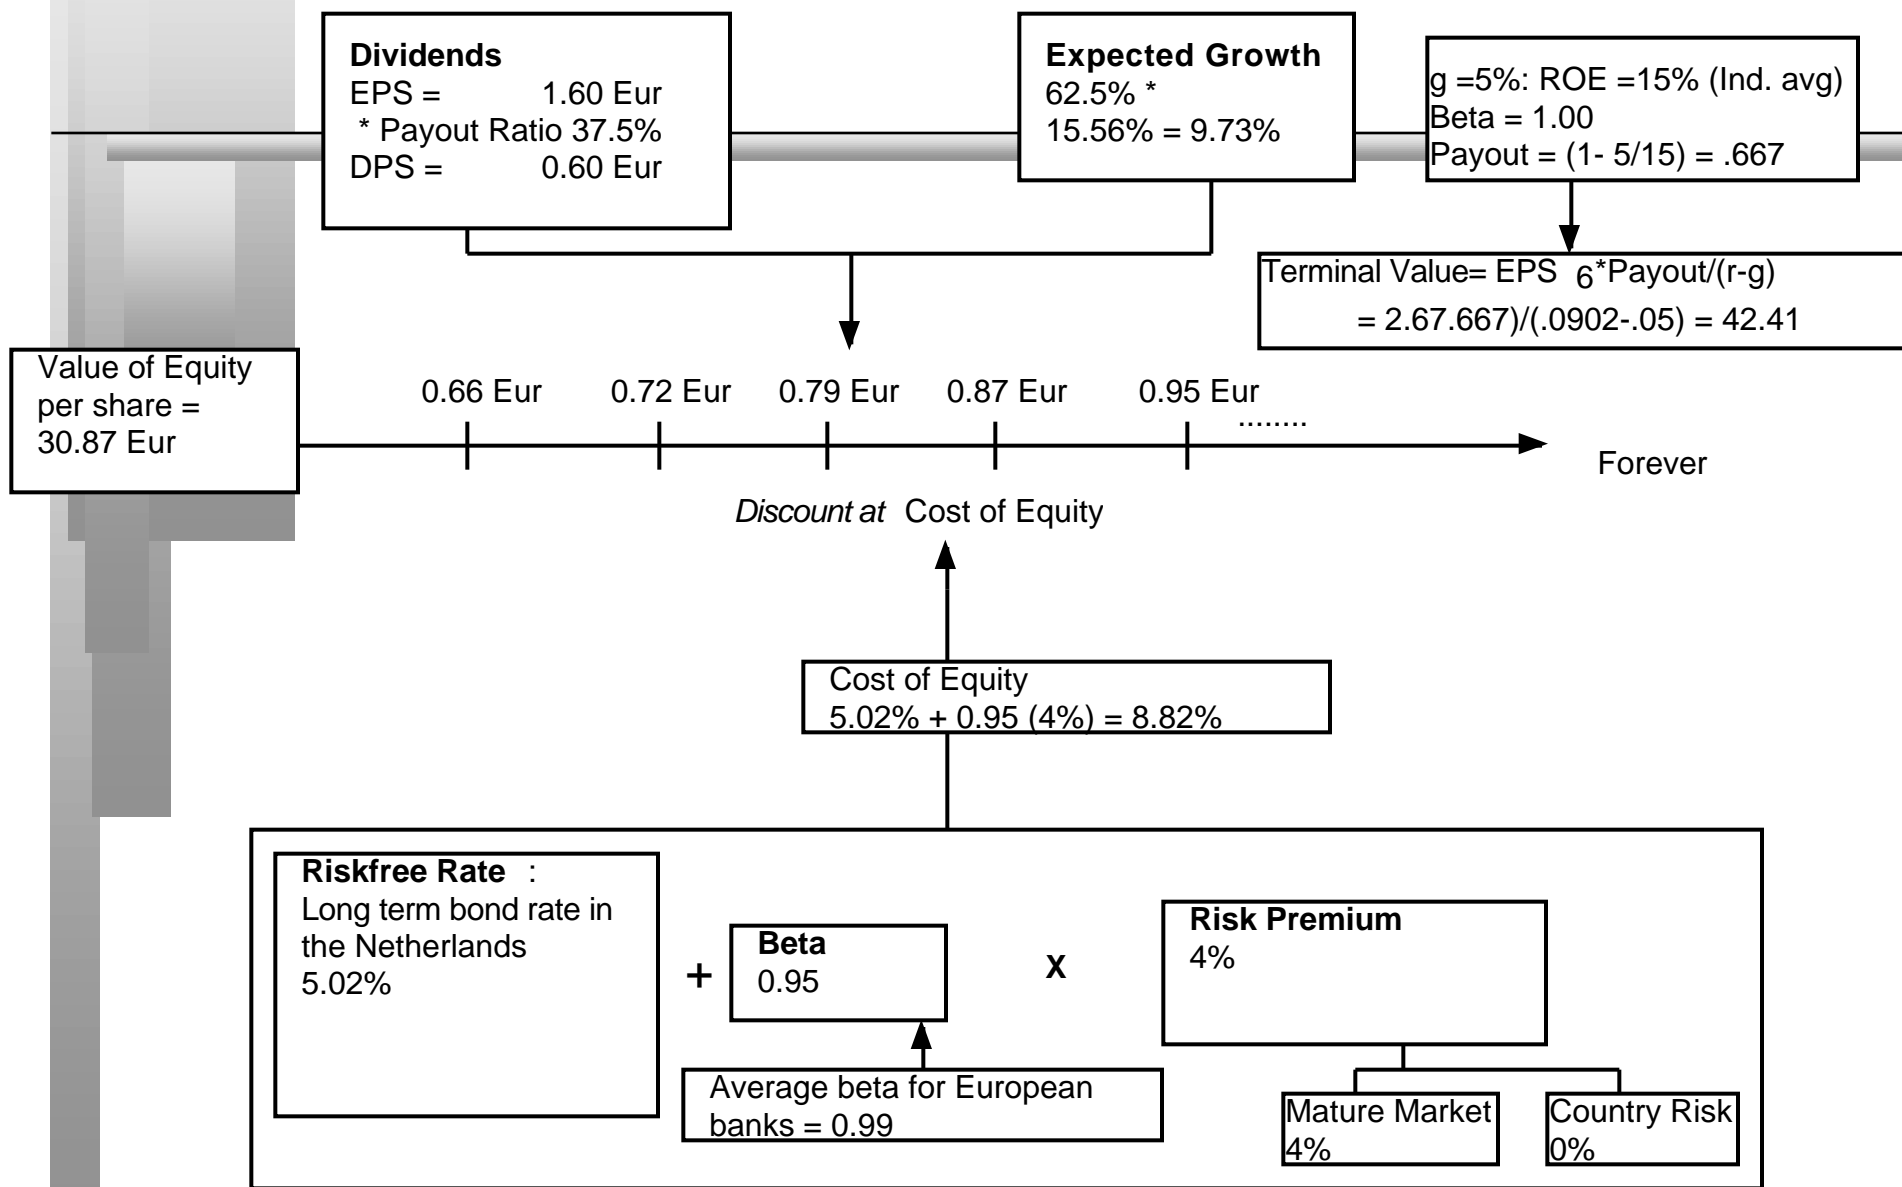 Dividends
EPS = 1.60 Eur
* Payout Ratio 37.5%
DPS = 0.60 Eur
Expected Growth
62.5% *
15.56% = 9.73%
g =5%: ROE =15% (Ind. avg)
Beta = 1.00
Payout = (1- 5/15) = .667
Terminal Value= EPS 6*Payout/(r-g)
= 2.67.667)/(.0902-.05) = 42.41
Value of Equity
per share =
30.87 Eur
0.66 Eur 0.72 Eur 0.79 Eur 0.87 Eur 0.95 Eur
........
Forever
Discount at Cost of Equity
Cost of Equity
5.02% + 0.95 (4%) = 8.82%
Riskfree Rate :
Long term bond rate in
the Netherlands
5.02%
+
Beta
0.95
X
Risk Premium
4%
Average beta for European
banks = 0.99
Mature Market
4%
Country Risk
0%